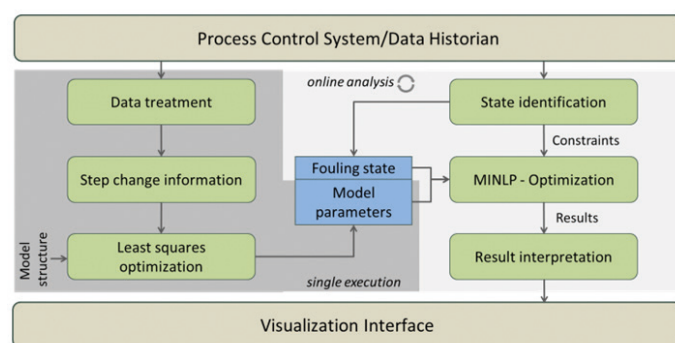 Process Control System/Data Historian
online analysis
Data treatment
State identification
Constraints
Step change information
Fouling state
Model
parameters
MINLP - Optimization
Results
Model
structure
Least squares
optimization
Result interpretation
single execution
Visualization Interface